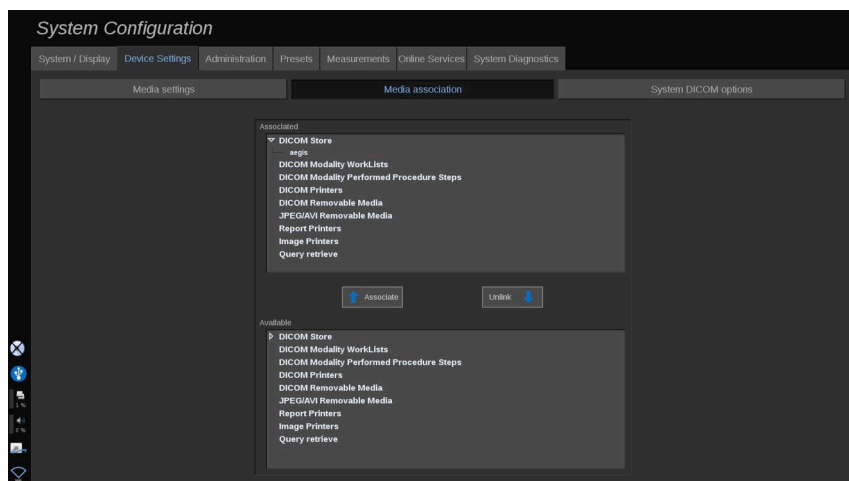 System Configuration
System / Display Device Settings Administration Presets Measurements Online Services System Diagnostics
Media settings Media association System DICOM options
Associated
DICOM Store
aegis
DICOM Modality WorkLists
DICOM Modality Performed Procedure Steps
DICOM Printers
DICOM Removable Media
JPEG/AVI Removable Media
Report Printers
Image Printers
Query retrieve
Associate Unlink
Available
DICOM Store
DICOM Modality WorkLists
DICOM Modality Performed Procedure Steps
DICOM Printers
DICOM Removable Media
JPEG/AVI Removable Media
Report Printers
Image Printers
Query retrieve
1 %
0 %